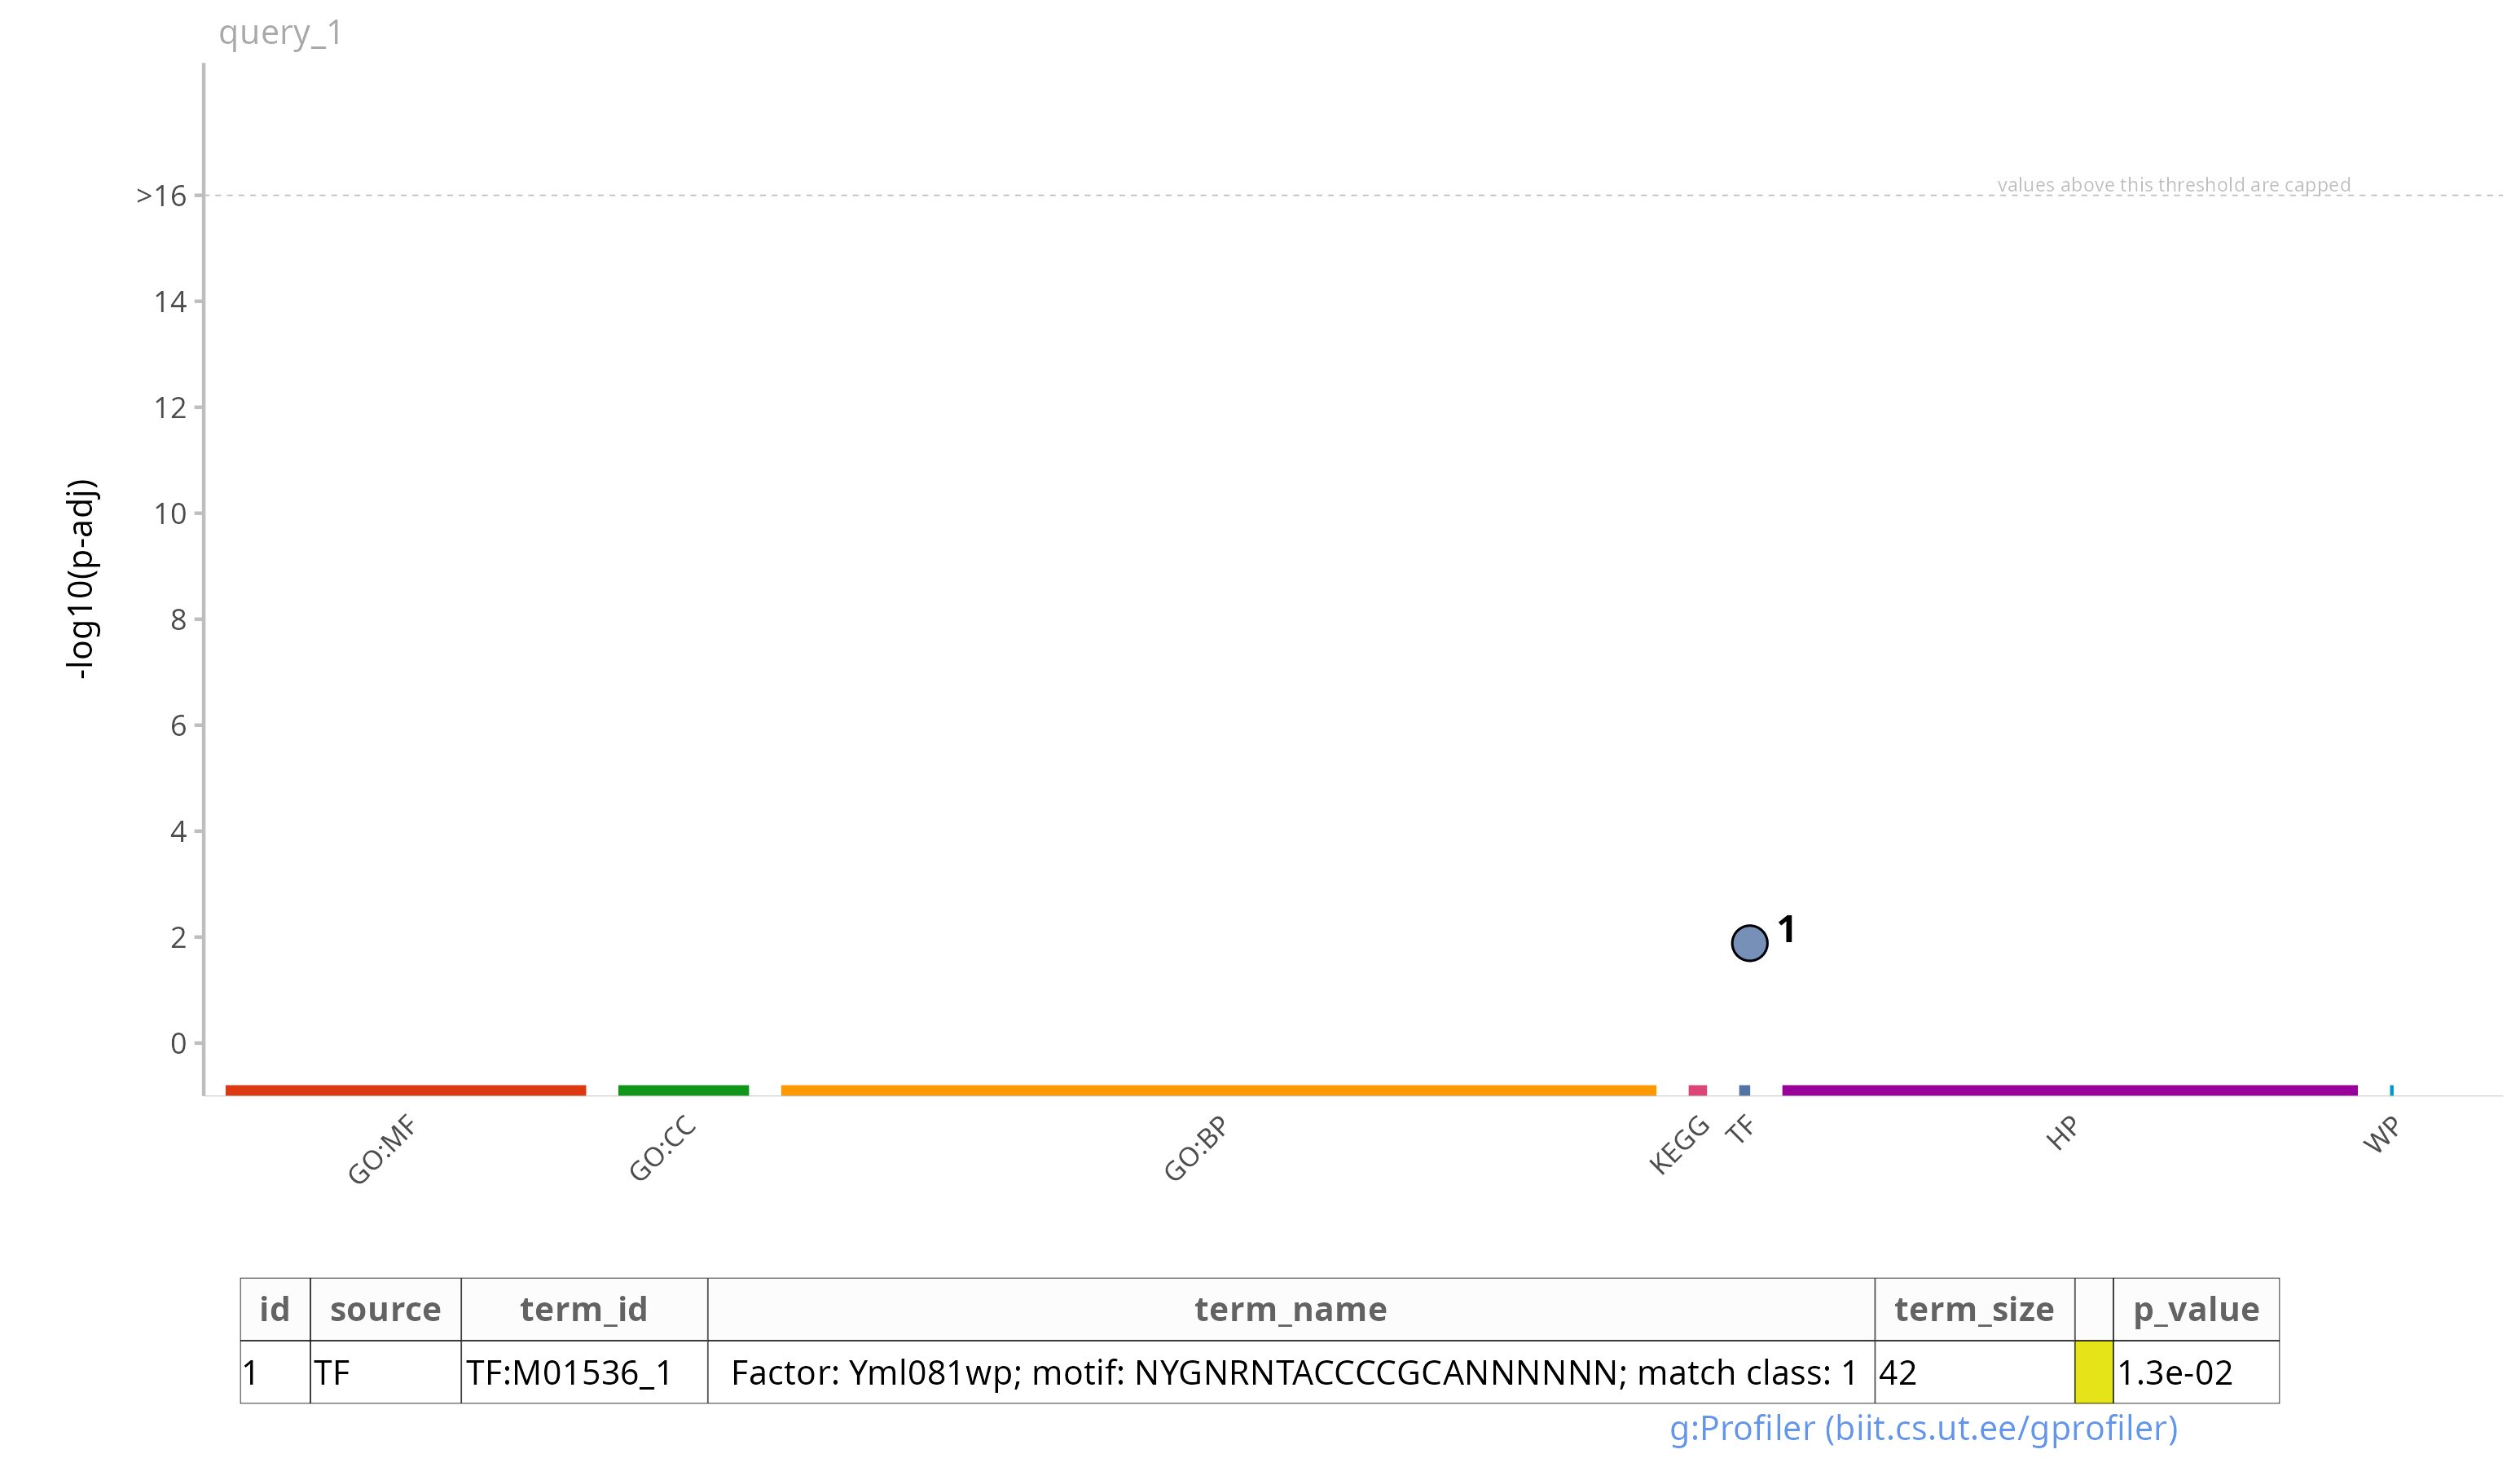 query_1
>16
values above this threshold are capped
14
12
10
8
6
4
2
0
-log10(p-adj)
1
GO:MF
GO:CC
GO:BP
KEGG
TF
HP
WP
id source term_id term_name term_size p_value
1 TF TF:M01536_1 Factor: Yml081wp; motif: NYGNRNTACCCCGCANNNNNN; match class: 1 42 1.3e-02
g:Profiler (biit.cs.ut.ee/gprofiler)